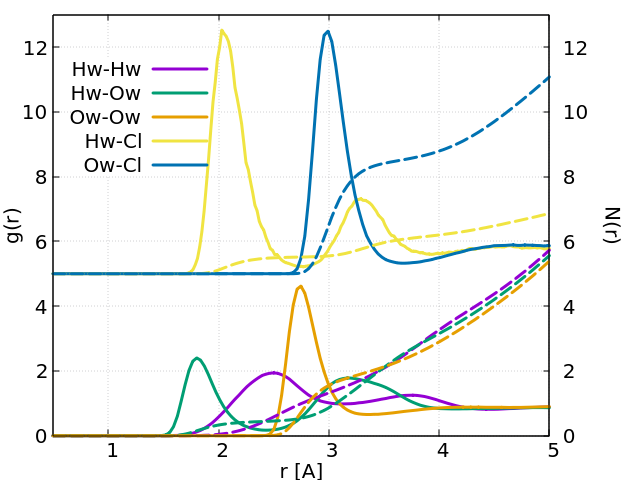 12 12
Hw-Hw
Hw-Ow
10 10
Ow-Ow
Hw-Cl
Ow-Cl
8 8
g(r) N(r)
6 6
4 4
2 2
0 0
1 2 3 4 5
r [A]